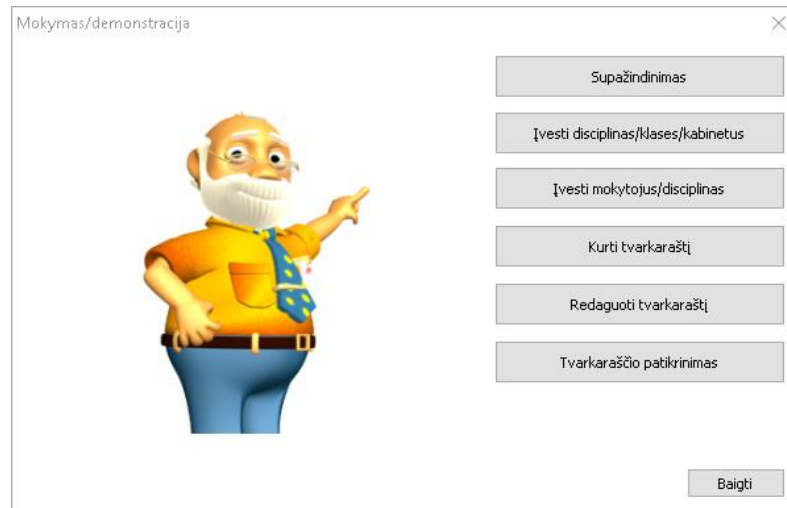 Mokymas/demonstracija
Supažindinimas
Įvesti disciplinas/klases/kabinetus
Įvesti mokytojus/disciplinas
Kurti tvarkaraštį
Redaguoti tvarkaraštį
Tvarkaraščio patikrinimas
Baigti